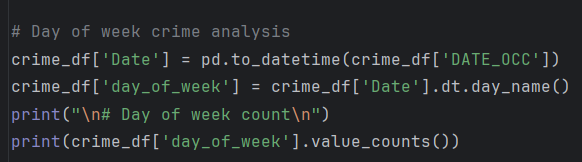 # Day of week crime analysis
crime_df['Date'] = pd.to_datetime(crime_df['DATE_OCC'])
crime_df['day_of_week'] = crime_df['Date'].dt.day_name()
print("\n# Day of week count\n")
print(crime_df['day_of_week'].value_counts())